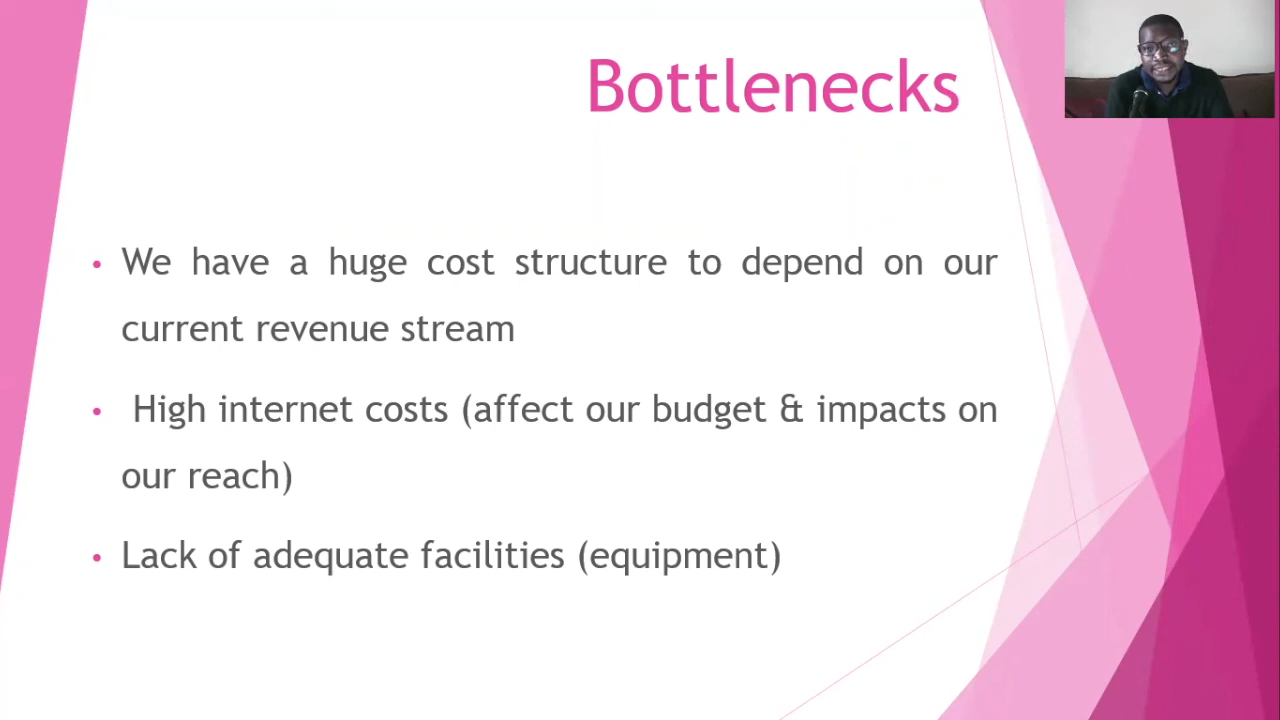 Bottlenecks
• We have a huge cost structure to depend on our
current revenue stream
• High internet costs (affect our budget & impacts on
our reach)
• Lack of adequate facilities (equipment)